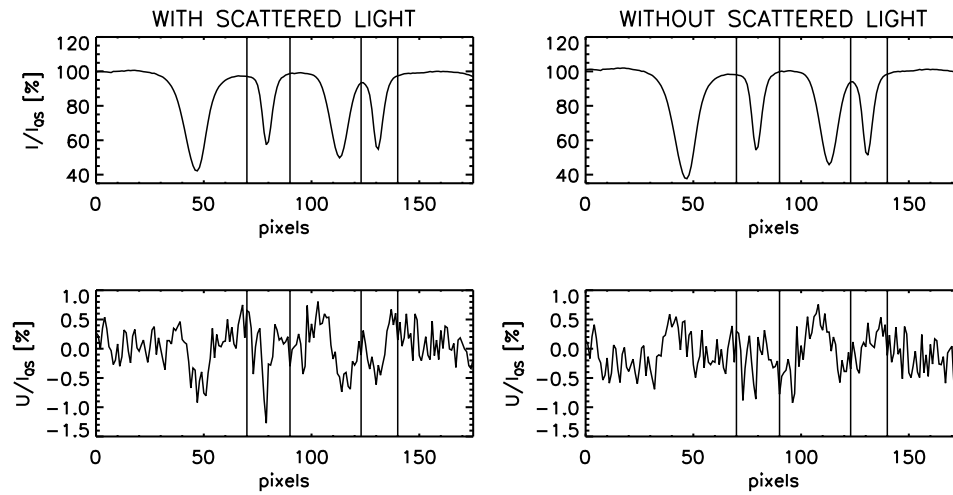 WITH SCATTERED LIGHT
WITHOUT SCATTERED LIGHT
I/I_QS [%]
120
100
80
60
40
0 50 100 150
pixels
120
100
80
60
40
0 50 100 150
pixels
U/I_QS [%]
1.0
0.5
0.0
-0.5
-1.0
-1.5
0 50 100 150
pixels
U/I_QS [%]
1.0
0.5
0.0
-0.5
-1.0
-1.5
0 50 100 150
pixels